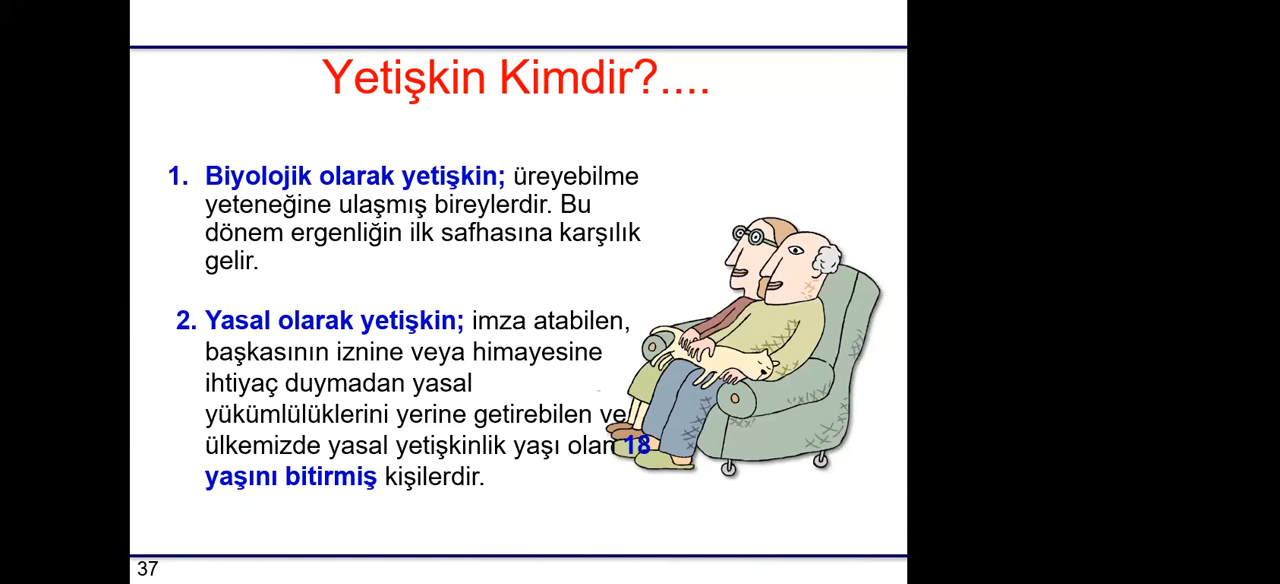 Yetişkin Kimdir?....
1. Biyolojik olarak yetişkin; üreyebilme
yeteneğine ulaşmış bireylerdir. Bu
dönem ergenliğin ilk safhasına karşılık
gelir.
2. Yasal olarak yetişkin; imza atabilen,
başkasının iznine veya himayesine
ihtiyaç duymadan yasal
yükümlülüklerini yerine getirebilen ve
ülkemizde yasal yetişkinlik yaşı olan 18
yaşını bitirmiş kişilerdir.
37